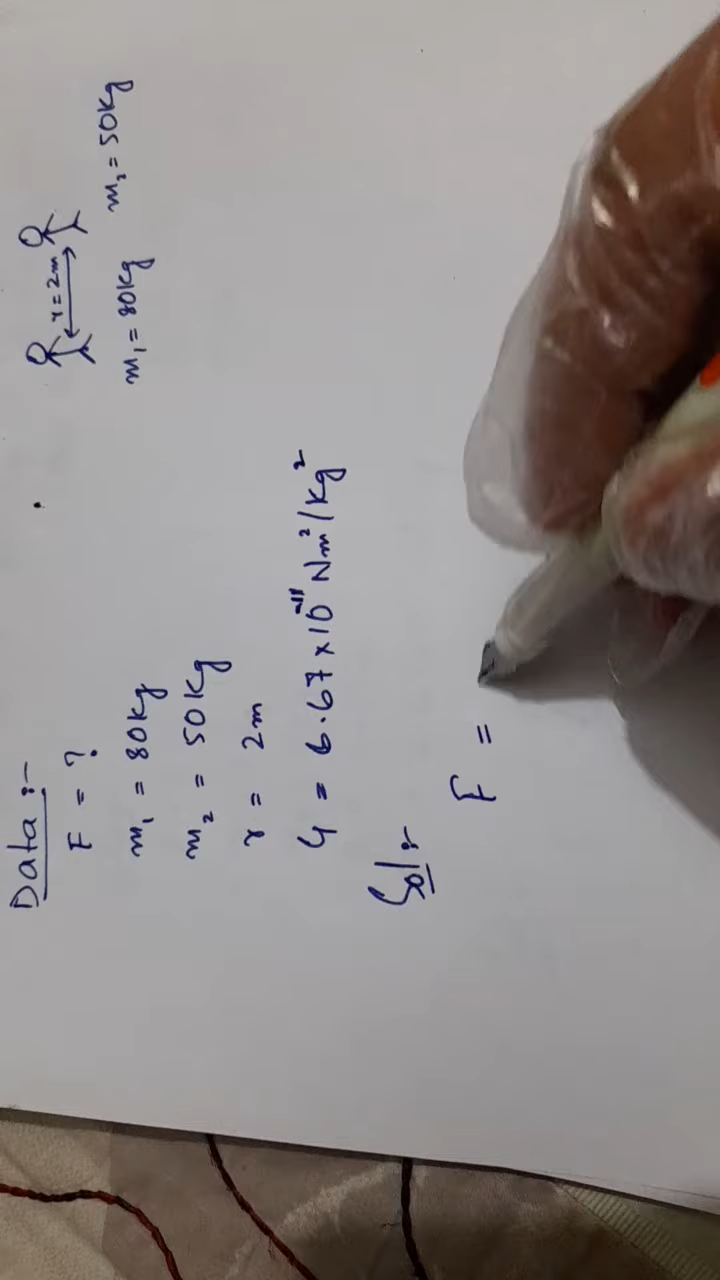 Data :-
F = ?
m₁ = 80kg
m₂ = 50kg
r = 2m
G = 6.67 x 10⁻¹¹ Nm²/kg²
r = 2m
m₁ = 80kg m₂ = 50kg
Sol :-
F =